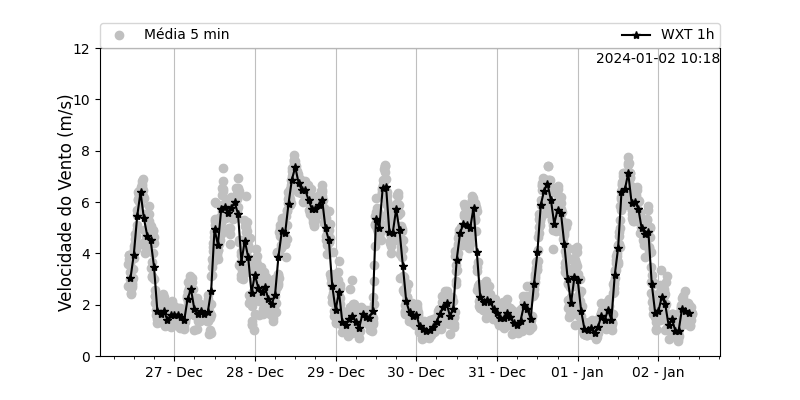 Média 5 min
WXT 1h
2024-01-02 10:18
Velocidade do Vento (m/s)
12
10
8
6
4
2
0
27 - Dec
28 - Dec
29 - Dec
30 - Dec
31 - Dec
01 - Jan
02 - Jan